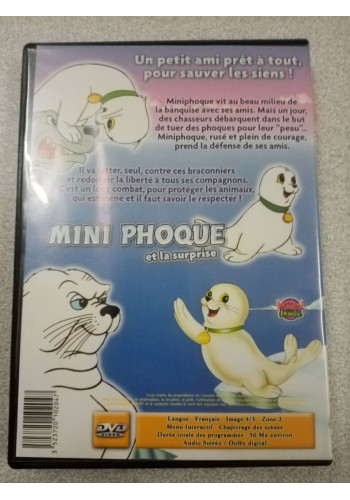 Un petit ami prêt à tout,
pour sauver les siens !
Miniphoque vit au beau milieu de
la banquise avec ses amis. Mais un jour,
des chasseurs débarquent dans le but
de tuer des phoques pour leur "peau"...
Miniphoque, rusé et plein de courage,
prend la défense de ses amis.
Il va lutter, seul, contre ces braconniers
et redonner la liberté à tous ses compagnons.
C'est un long combat, pour protéger les animaux,
qui est mené et il faut savoir le respecter !
MINI PHOQUE
et la surprise
DVD
VIDEO
Langue : Français - Image 4/3 - Zone 2
Menu Interactif - Chapitrage des scènes
Durée totale des programmes : 50 Mn environ
Audio Stéréo / Dolby digital